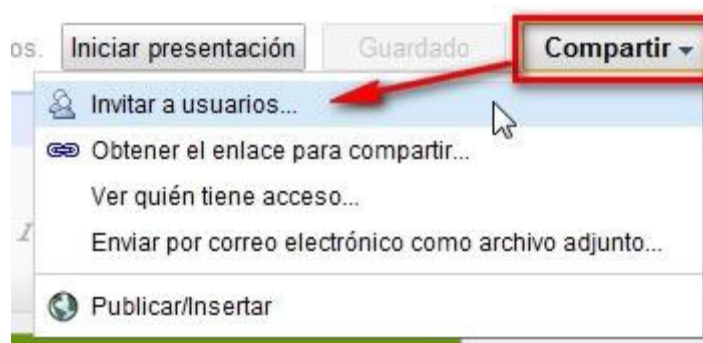 os. Iniciar presentación Guardado Compartir
Invitar a usuarios...
Obtener el enlace para compartir...
Ver quién tiene acceso...
Enviar por correo electrónico como archivo adjunto...
Publicar/Insertar